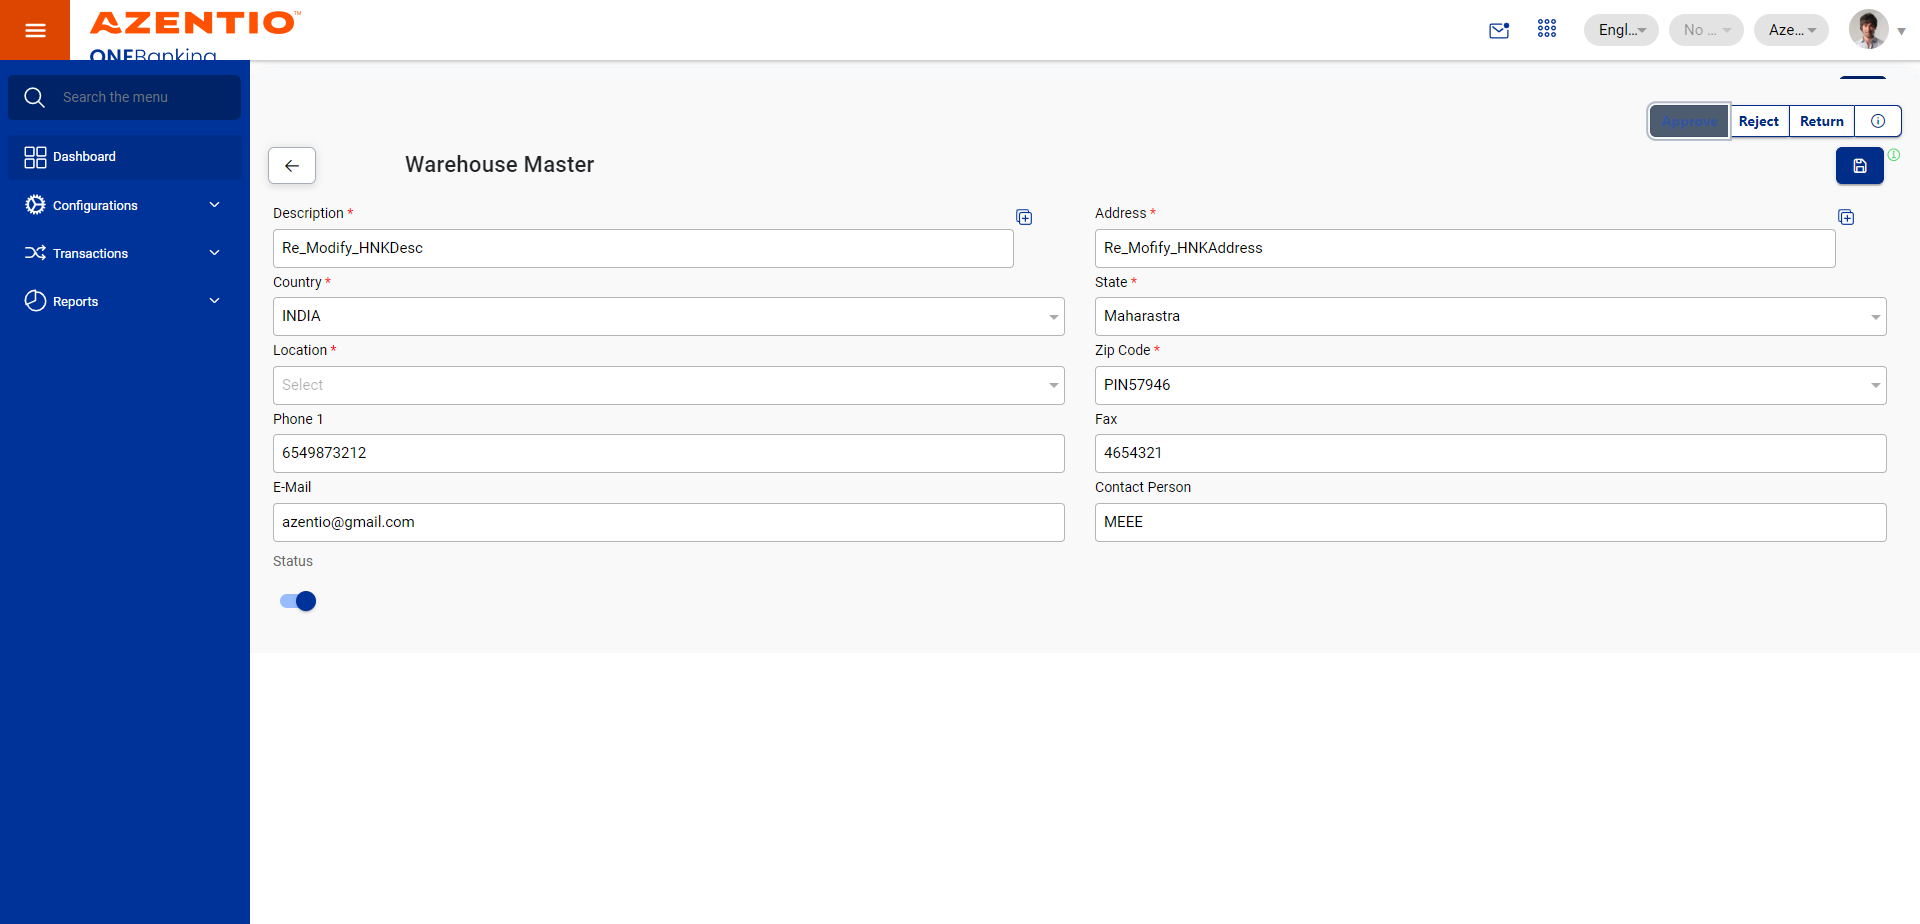 AZENTIO™
ONEBanking
Engl...
No ...
Aze...
Search the menu
Dashboard
Configurations
Transactions
Reports
Approve
Reject
Return
Warehouse Master
Description *
Address *
Re_Modify_HNKDesc
Re_Mofify_HNKAddress
Country *
State *
INDIA
Maharastra
Location *
Zip Code *
Select
PIN57946
Phone 1
Fax
6549873212
4654321
E-Mail
Contact Person
azentio@gmail.com
MEEE
Status